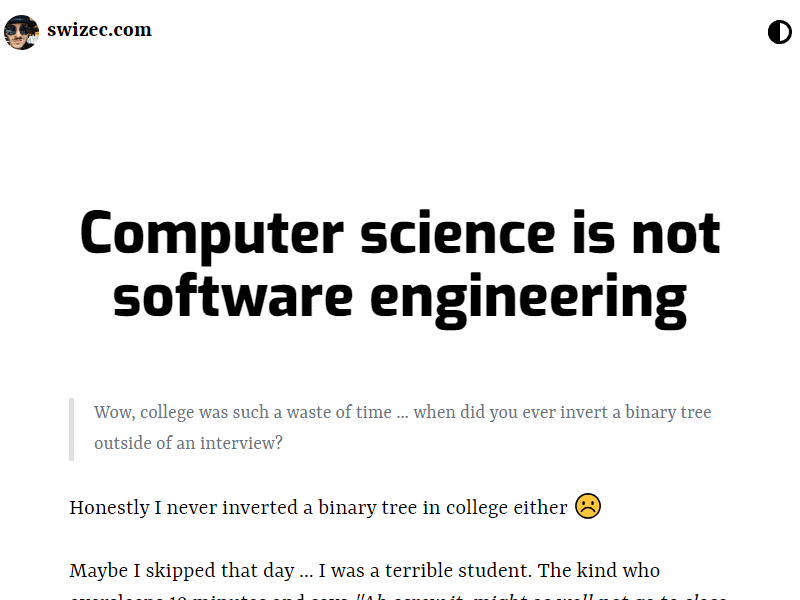 swizec.com
Computer science is not
software engineering
Wow, college was such a waste of time ... when did you ever invert a binary tree
outside of an interview?
Honestly I never inverted a binary tree in college either
Maybe I skipped that day ... I was a terrible student. The kind who